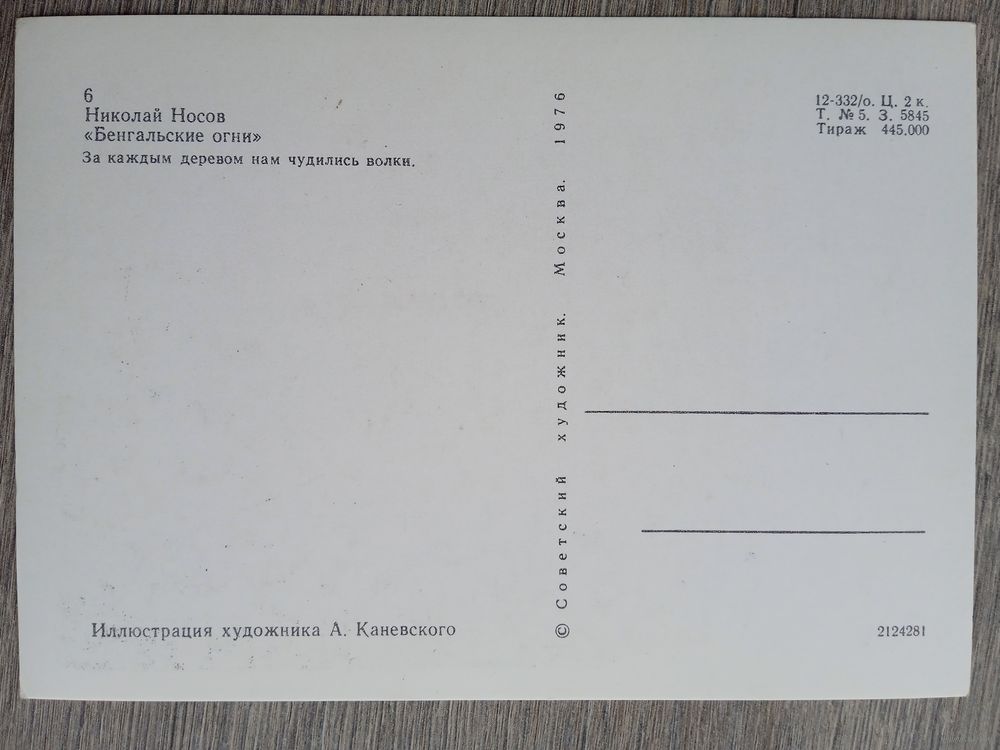 6
Николай Носов
«Бенгальские огни»
За каждым деревом нам чудились волки.
Иллюстрация художника А. Каневского
© Советский художник. Москва. 1976
12-332/о. Ц. 2 к.
Т. № 5. З. 5845
Тираж 445.000
2124281